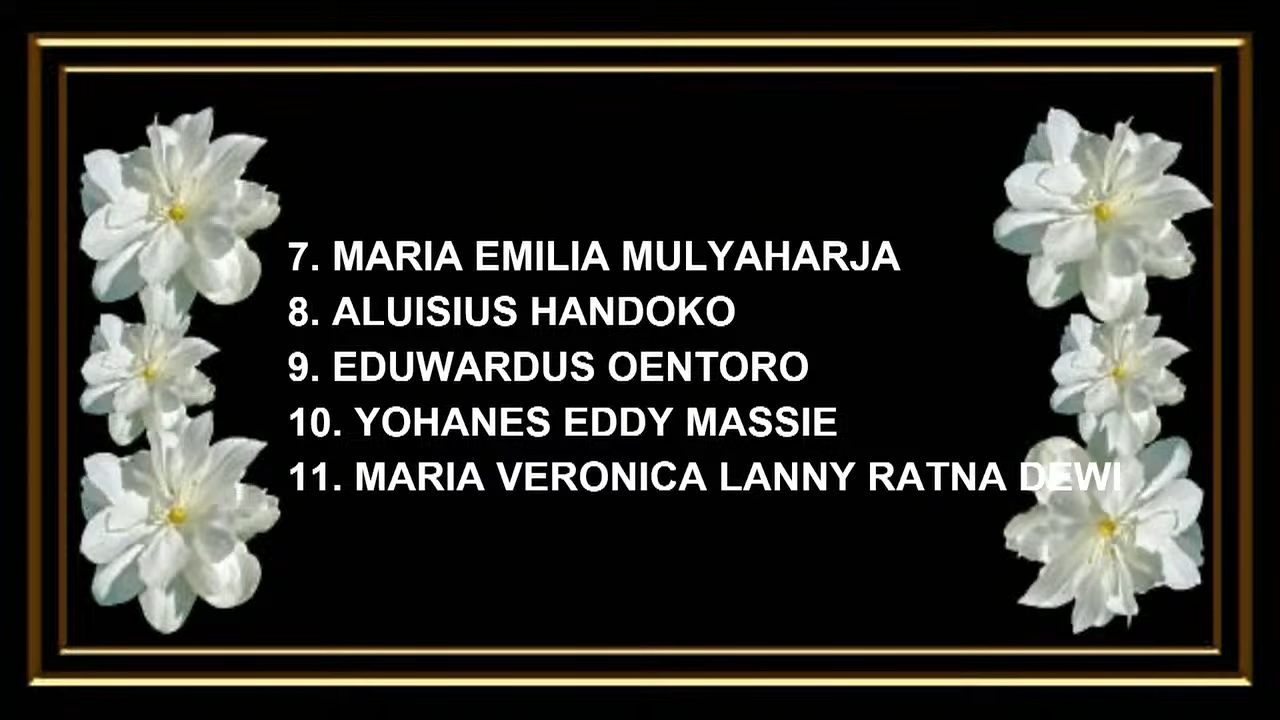 7. MARIA EMILIA MULYAHARJA
8. ALUISIUS HANDOKO
9. EDUWARDUS OENTORO
10. YOHANES EDDY MASSIE
11. MARIA VERONICA LANNY RATNA DEWI